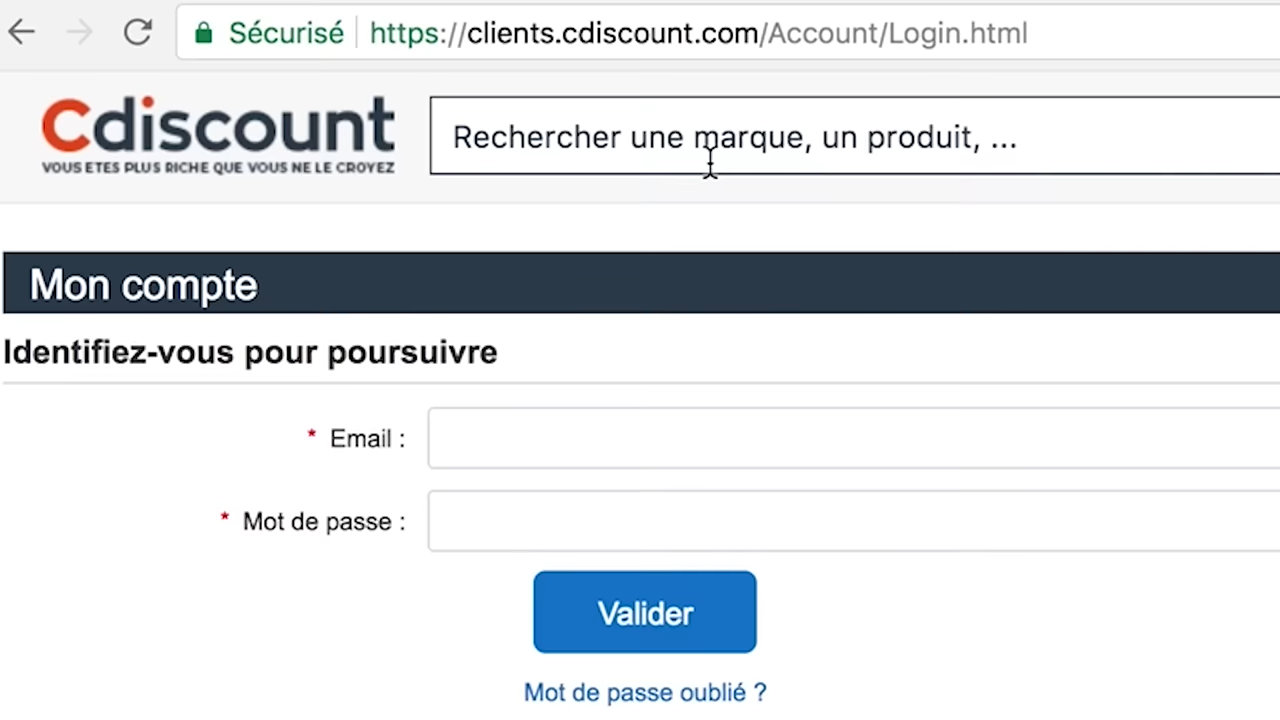 Sécurisé https://clients.cdiscount.com/Account/Login.html
Cdiscount
VOUS ETES PLUS RICHE QUE VOUS NE LE CROYEZ
Rechercher une marque, un produit, ...
Mon compte
Identifiez-vous pour poursuivre
* Email :
* Mot de passe :
Valider
Mot de passe oublié ?